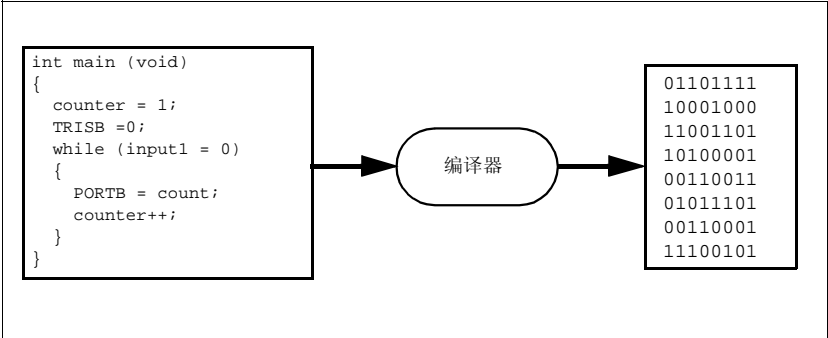 int main (void)
{
counter = 1;
TRISB =0;
while (input1 = 0)
{
PORTB = count;
counter++;
}
}
编译器
01101111
10001000
11001101
10100001
00110011
01011101
00110001
11100101